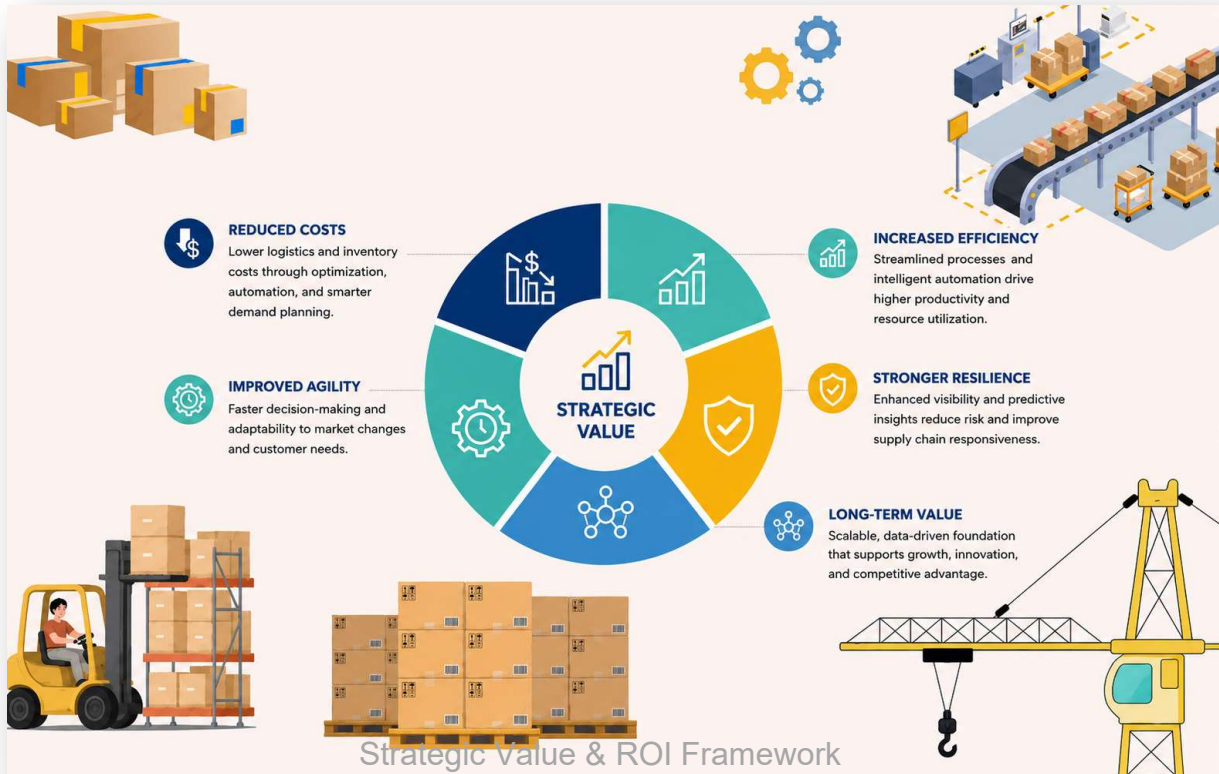 REDUCED COSTS
Lower logistics and inventory
costs through optimization,
automation, and smarter
demand planning.
INCREASED EFFICIENCY
Streamlined processes and
intelligent automation drive
higher productivity and
resource utilization.
IMPROVED AGILITY
Faster decision-making and
adaptability to market changes
and customer needs.
$
$
STRATEGIC
VALUE
STRONGER RESILIENCE
Enhanced visibility and predictive
insights reduce risk and improve
supply chain responsiveness.
LONG-TERM VALUE
Scalable, data-driven foundation
that supports growth, innovation,
and competitive advantage.
Strategic Value & ROI Framework